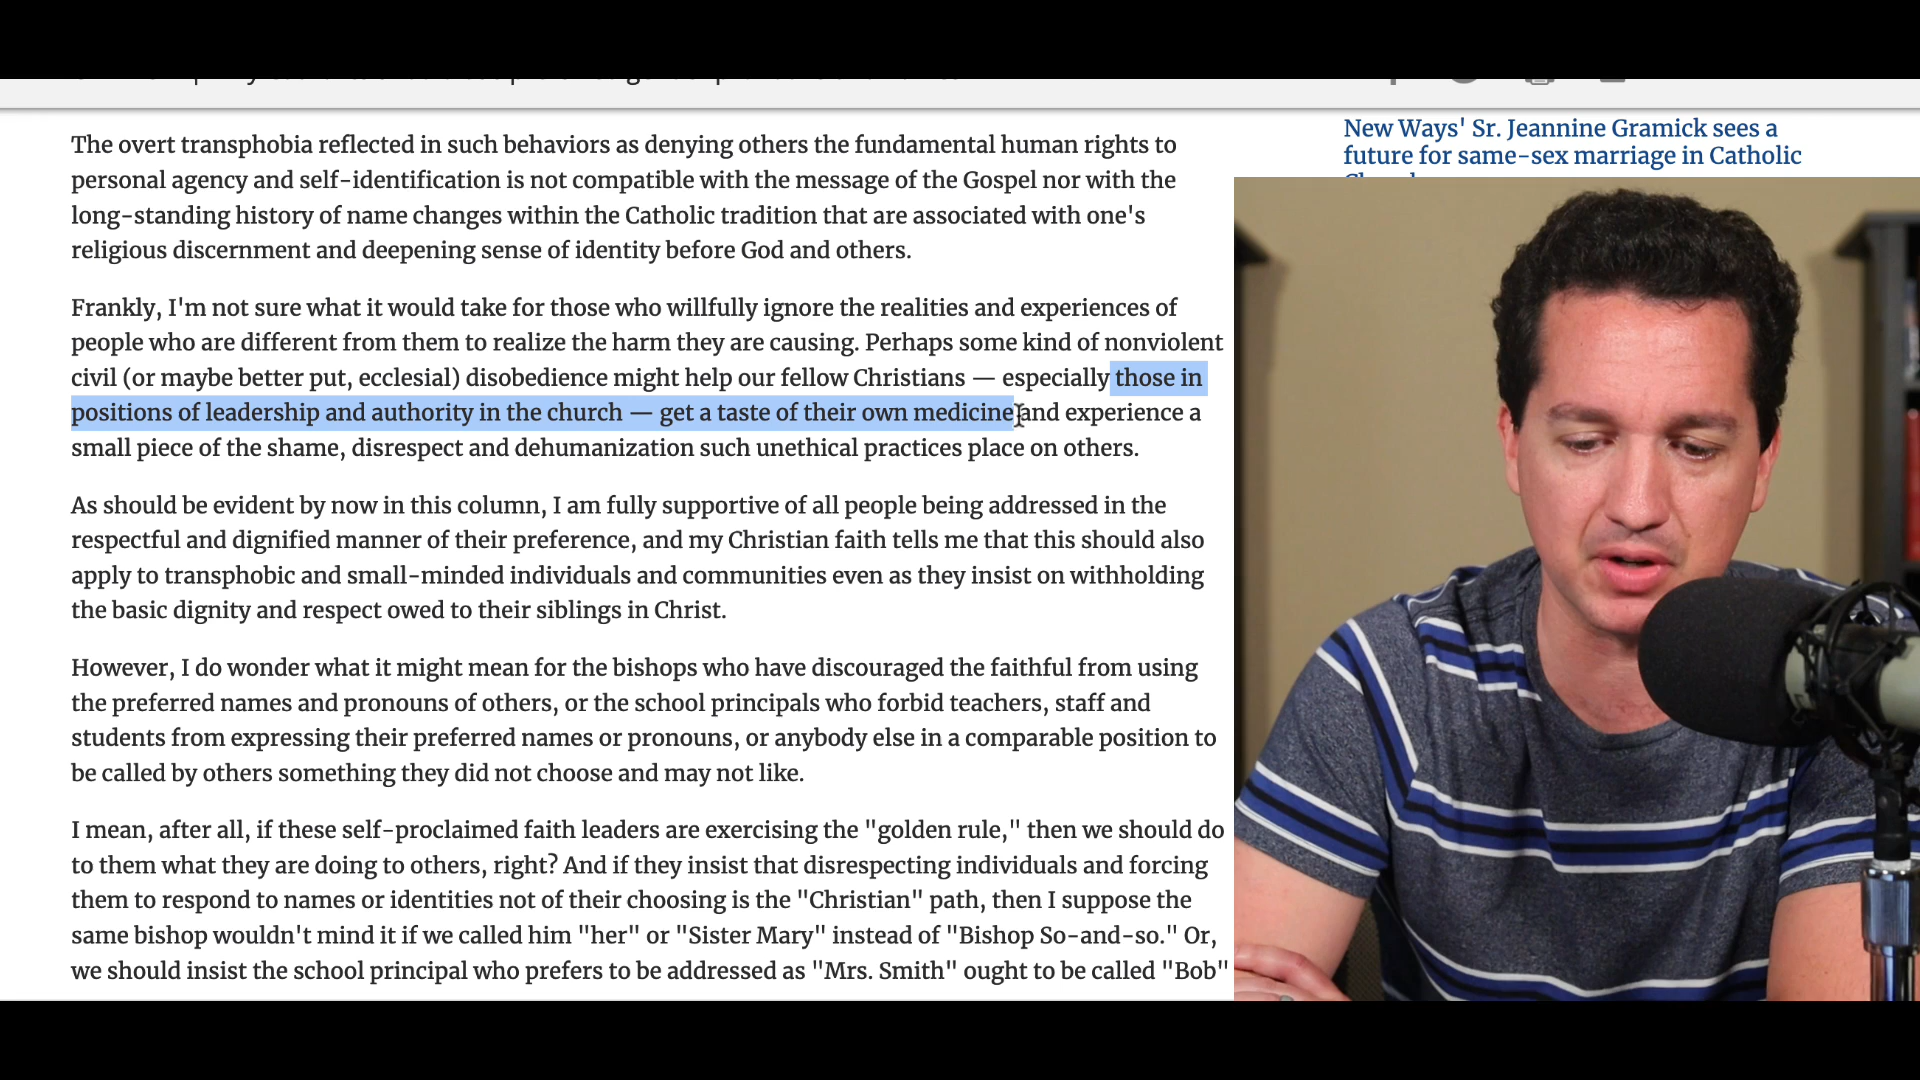 The overt transphobia reflected in such behaviors as denying others the fundamental human rights to
personal agency and self-identification is not compatible with the message of the Gospel nor with the
long-standing history of name changes within the Catholic tradition that are associated with one's
religious discernment and deepening sense of identity before God and others.
Frankly, I'm not sure what it would take for those who willfully ignore the realities and experiences of
people who are different from them to realize the harm they are causing. Perhaps some kind of nonviolent
civil (or maybe better put, ecclesial) disobedience might help our fellow Christians — especially those in
positions of leadership and authority in the church — get a taste of their own medicine and experience a
small piece of the shame, disrespect and dehumanization such unethical practices place on others.
As should be evident by now in this column, I am fully supportive of all people being addressed in the
respectful and dignified manner of their preference, and my Christian faith tells me that this should also
apply to transphobic and small-minded individuals and communities even as they insist on withholding
the basic dignity and respect owed to their siblings in Christ.
However, I do wonder what it might mean for the bishops who have discouraged the faithful from using
the preferred names and pronouns of others, or the school principals who forbid teachers, staff and
students from expressing their preferred names or pronouns, or anybody else in a comparable position to
be called by others something they did not choose and may not like.
I mean, after all, if these self-proclaimed faith leaders are exercising the "golden rule," then we should do
to them what they are doing to others, right? And if they insist that disrespecting individuals and forcing
them to respond to names or identities not of their choosing is the "Christian" path, then I suppose the
same bishop wouldn't mind it if we called him "her" or "Sister Mary" instead of "Bishop So-and-so." Or,
we should insist the school principal who prefers to be addressed as "Mrs. Smith" ought to be called "Bob"
New Ways' Sr. Jeannine Gramick sees a
future for same-sex marriage in Catholic